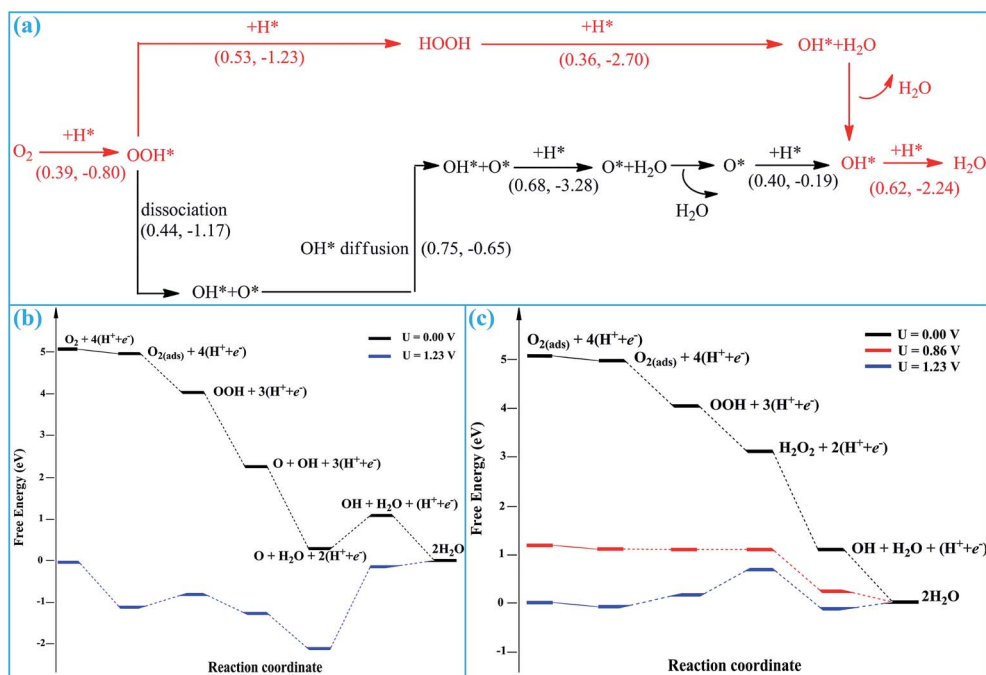 (a)
+H*
HOOH
+H*
OH*+H₂O
(0.53, -1.23)
(0.36, -2.70)
H₂O
O₂
+H*
OOH*
(0.39, -0.80)
OH*+O*
+H*
O*+H₂O
O*
+H*
OH*
+H*
H₂O
(0.68, -3.28)
H₂O
(0.40, -0.19)
(0.62, -2.24)
dissociation
(0.44, -1.17)
OH* diffusion
(0.75, -0.65)
OH*+O*
(b)
O₂ + 4(H⁺+e⁻)
O₂(ads) + 4(H⁺+e⁻)
OOH + 3(H⁺+e⁻)
O + OH + 3(H⁺+e⁻)
OH + H₂O + (H⁺+e⁻)
O + H₂O + 2(H⁺+e⁻)
2H₂O
U = 0.00 V
U = 1.23 V
Free Energy (eV)
5
4
3
2
1
0
-1
-2
Reaction coordinate
(c)
O₂(ads) + 4(H⁺+e⁻)
O₂(ads) + 4(H⁺+e⁻)
OOH + 3(H⁺+e⁻)
H₂O₂ + 2(H⁺+e⁻)
OH + H₂O + (H⁺+e⁻)
2H₂O
U = 0.00 V
U = 0.86 V
U = 1.23 V
Free Energy (eV)
5
4
3
2
1
0
-1
Reaction coordinate